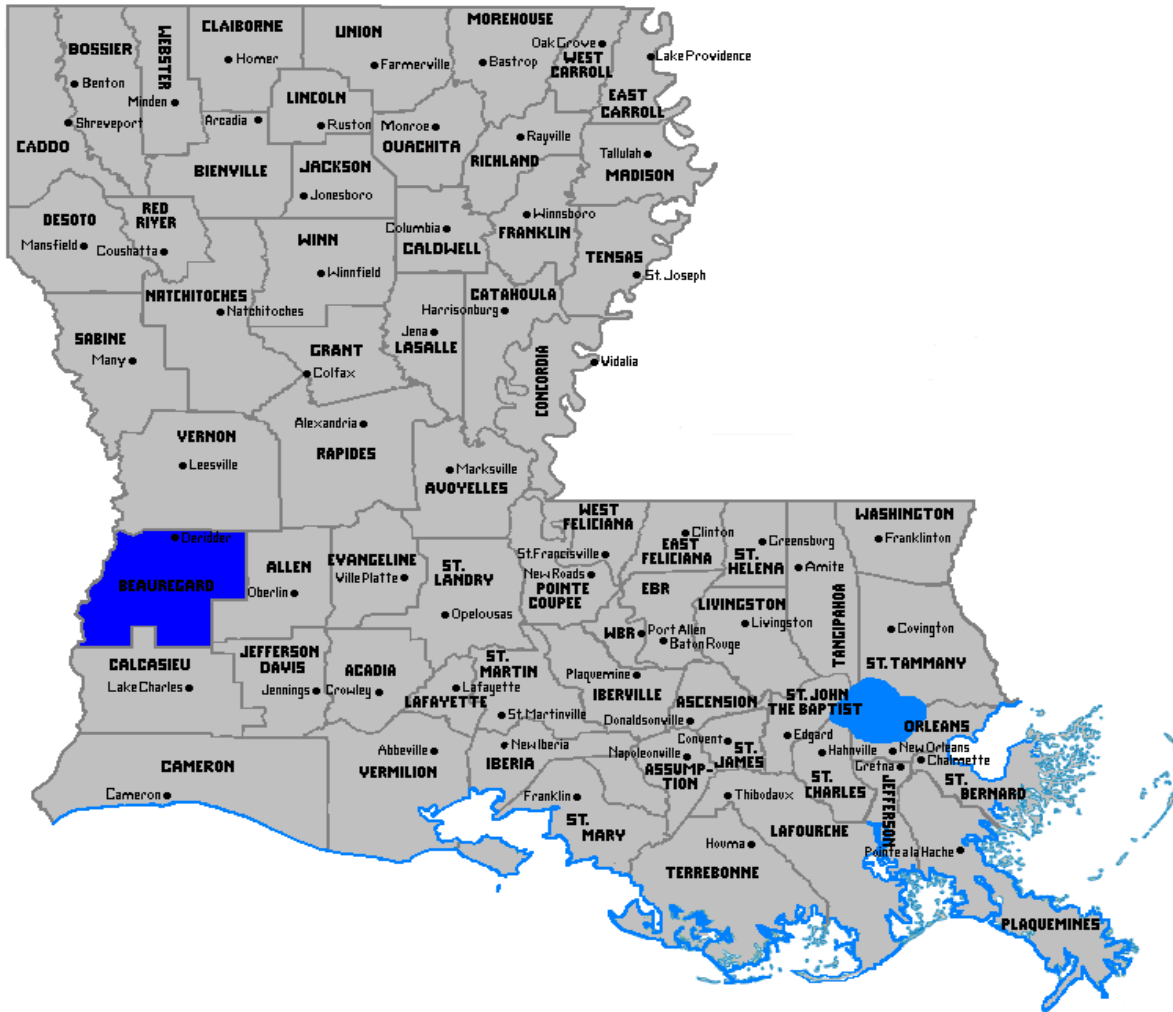 CLAIBORNE
UNION
MOREHOUSE
BOSSIER
WEBSTER
Homer
Farmerville
Bastrop
Oak Grove
WEST
CARROLL
Lake Providence
Benton
Minden
LINCOLN
EAST
CARROLL
Shreveport
Arcadia
Ruston
Monroe
OUACHITA
Rayville
RICHLAND
Tallulah
MADISON
CADDO
BIENVILLE
JACKSON
Jonesboro
DESOTO
Mansfield
RED
RIVER
Coushatta
WINN
Winnfield
Columbia
CALDWELL
Winnsboro
FRANKLIN
TENSAS
St. Joseph
NATCHITOCHES
Natchitoches
CATAHOULA
Harrisonburg
SABINE
Many
GRANT
Colfax
Jena
LASALLE
CONCORDIA
Vidalia
VERNON
Leesville
Alexandria
RAPIDES
Marksville
AVOYELLES
Deridder
BEAUREGARD
ALLEN
Oberlin
EVANGELINE
Ville Platte
ST.
LANDRY
Opelousas
WEST
FELICIANA
St. Francisville
New Roads
POINTE
COUPEE
Clinton
EAST
FELICIANA
EBR
Greensburg
ST.
HELENA
Amite
TANGIPAHOA
WASHINGTON
Franklinton
LIVINGSTON
Livingston
WBR
Port Allen
Baton Rouge
Covington
ST. TAMMANY
CALCASIEU
Lake Charles
JEFFERSON
DAVIS
Jennings
ACADIA
Crowley
LAFAYETTE
Lafayette
ST.
MARTIN
St. Martinville
Plaquemine
IBERVILLE
ASCENSION
Donaldsonville
ST. JOHN
THE BAPTIST
Edgard
ORLEANS
New Orleans
Chalmette
Hahnville
Gretna
CAMERON
Cameron
Abbeville
VERMILION
New Iberia
IBERIA
Napoleonville
ASSUMP-
TION
Convent
ST.
JAMES
ST.
CHARLES
JEFFERSON
ST.
BERNARD
Franklin
ST.
MARY
Thibodaux
LAFOURCHE
Houma
TERREBONNE
Pointe a la Hache
PLAQUEMINES